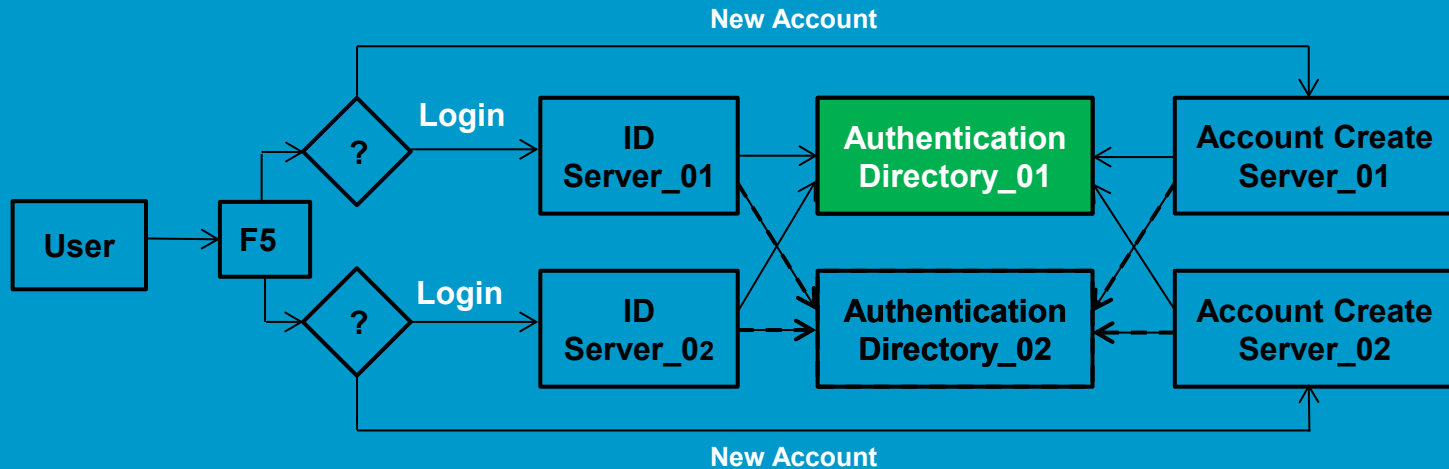 New Account
Login
?
ID
Server_01
Authentication
Directory_01
Account Create
Server_01
User
F5
Login
?
ID
Server_02
Authentication
Directory_02
Account Create
Server_02
New Account